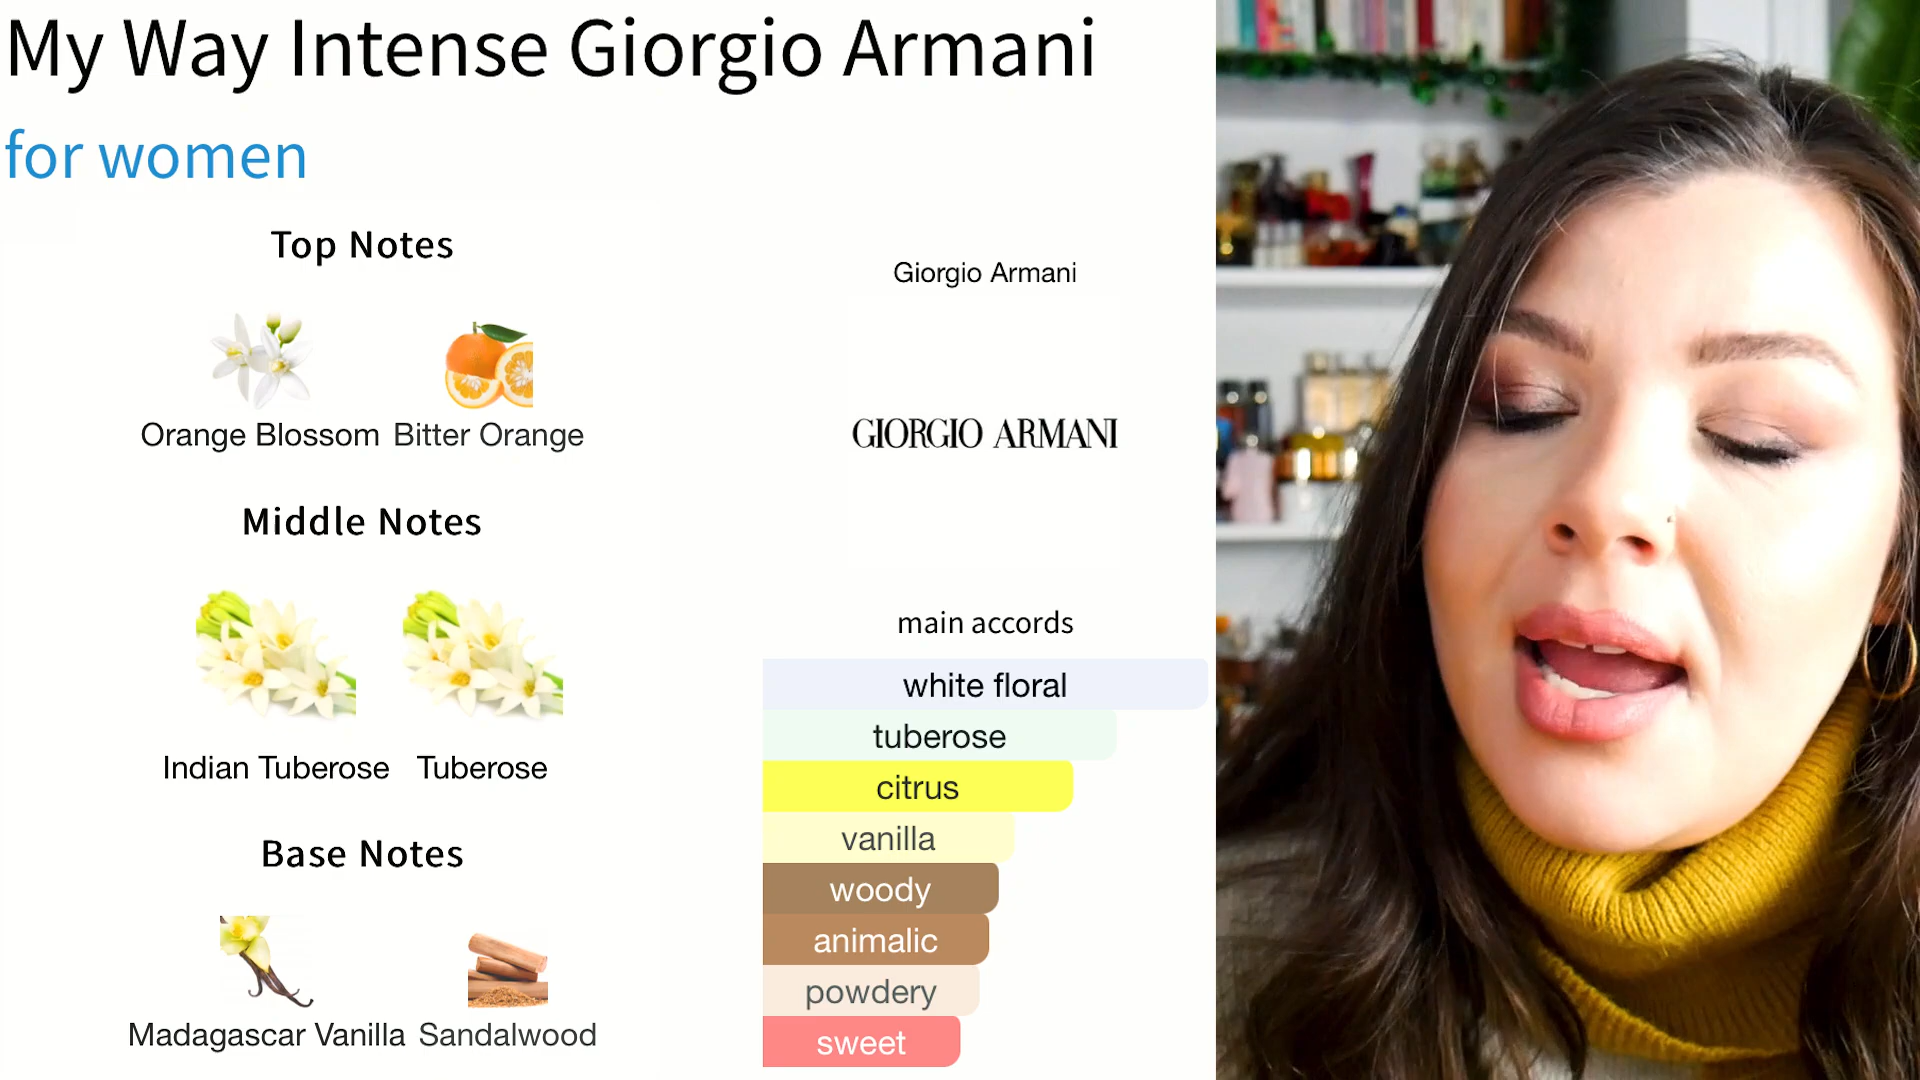 My Way Intense Giorgio Armani
for women
Top Notes
Orange Blossom Bitter Orange
Middle Notes
Indian Tuberose Tuberose
Base Notes
Madagascar Vanilla Sandalwood
Giorgio Armani
GIORGIO ARMANI
main accords
white floral
tuberose
citrus
vanilla
woody
animalic
powdery
sweet